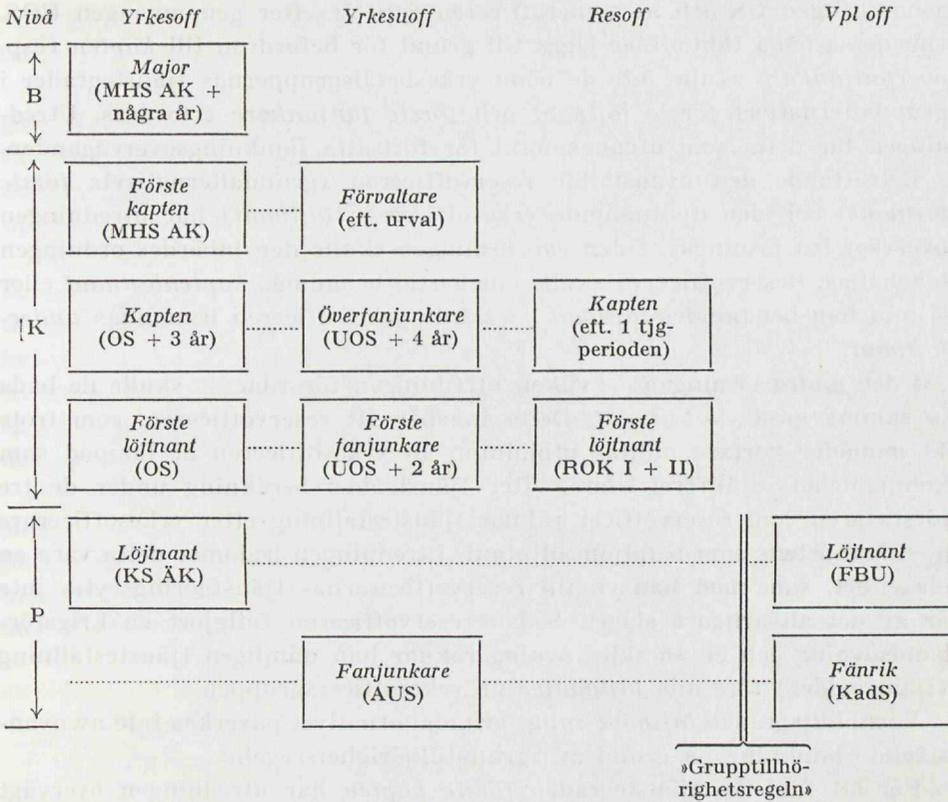 Nivå Yrkesoff Yrkesuoff Resoff Vpl off
B
Major
(MHS AK +
några år)
K
Förste
kapten
(MHS AK)
Förvaltare
(eft. urval)
Kapten
(OS + 3 år)
Överfanjunkare
(UOS + 4 år)
Kapten
(eft. 1 tjg-
perioden)
Förste
löjtnant
(OS)
Förste
fanjunkare
(UOS + 2 år)
Förste
löjtnant
(ROK I + II)
P
Löjtnant
(KS AK)
Löjtnant
(FBU)
Fanjunkare
(AUS)
Fänrik
(KadS)
»Grupptillhö-
righetsregeln»